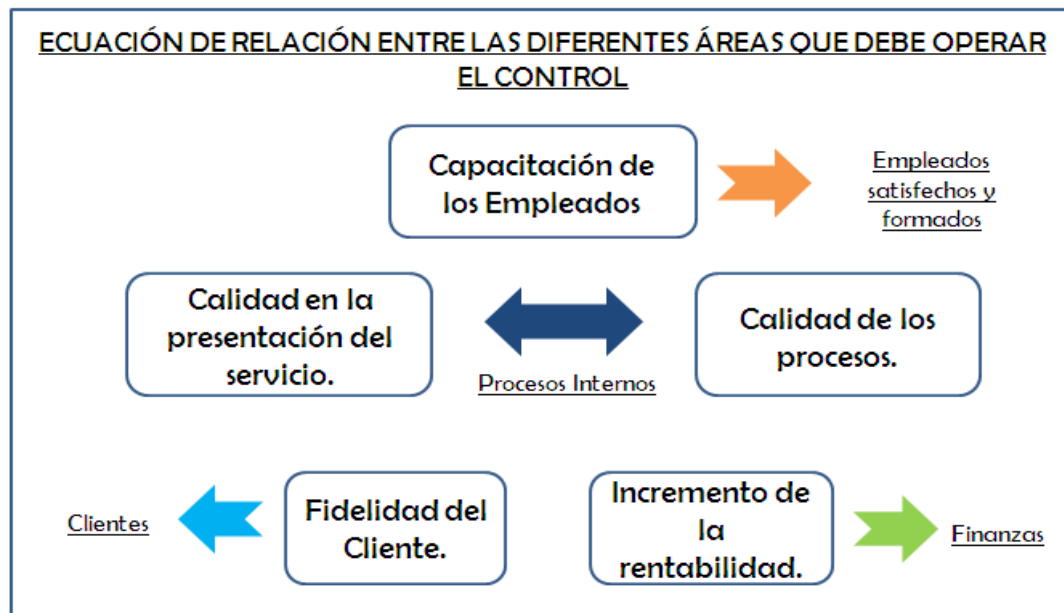 ECUACIÓN DE RELACIÓN ENTRE LAS DIFERENTES ÁREAS QUE DEBE OPERAR
EL CONTROL
Capacitación de
los Empleados
Empleados
satisfechos y
formados
Calidad en la
presentación del
servicio.
Procesos Internos
Calidad de los
procesos.
Clientes
Fidelidad del
Cliente.
Incremento de
la
rentabilidad.
Finanzas